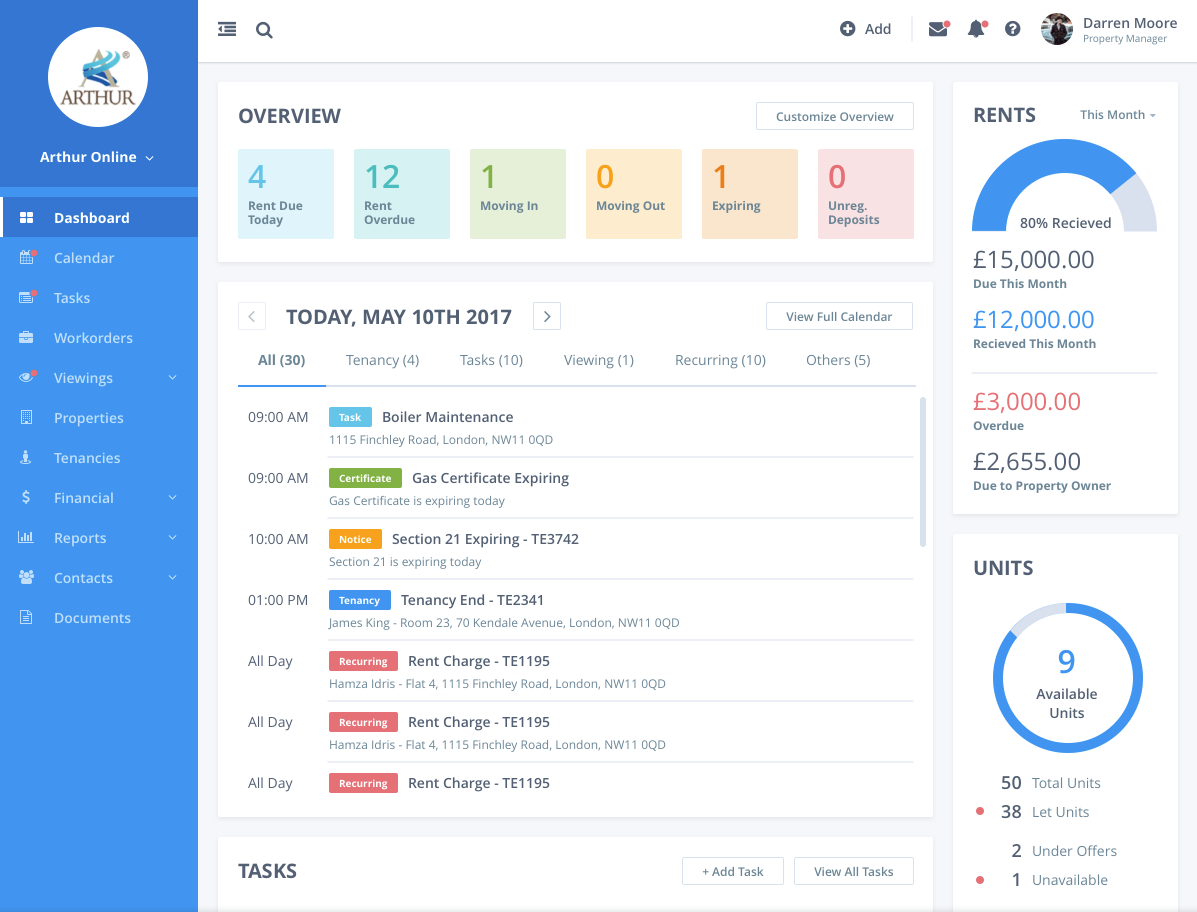 ARTHUR®
Arthur Online
Dashboard
Calendar
Tasks
Workorders
Viewings
Properties
Tenancies
Financial
Reports
Contacts
Documents
Add
Darren Moore
Property Manager
OVERVIEW
Customize Overview
4
Rent Due
Today
12
Rent
Overdue
1
Moving In
0
Moving Out
1
Expiring
0
Unreg.
Deposits
TODAY, MAY 10TH 2017
View Full Calendar
All (30) Tenancy (4) Tasks (10) Viewing (1) Recurring (10) Others (5)
09:00 AM Task Boiler Maintenance
1115 Finchley Road, London, NW11 0QD
09:00 AM Certificate Gas Certificate Expiring
Gas Certificate is expiring today
10:00 AM Notice Section 21 Expiring - TE3742
Section 21 is expiring today
01:00 PM Tenancy Tenancy End - TE2341
James King - Room 23, 70 Kendale Avenue, London, NW11 0QD
All Day Recurring Rent Charge - TE1195
Hamza Idris - Flat 4, 1115 Finchley Road, London, NW11 0QD
All Day Recurring Rent Charge - TE1195
Hamza Idris - Flat 4, 1115 Finchley Road, London, NW11 0QD
All Day Recurring Rent Charge - TE1195
TASKS
+ Add Task
View All Tasks
RENTS
This Month
80% Recieved
£15,000.00
Due This Month
£12,000.00
Recieved This Month
£3,000.00
Overdue
£2,655.00
Due to Property Owner
UNITS
9
Available
Units
50 Total Units
38 Let Units
2 Under Offers
1 Unavailable